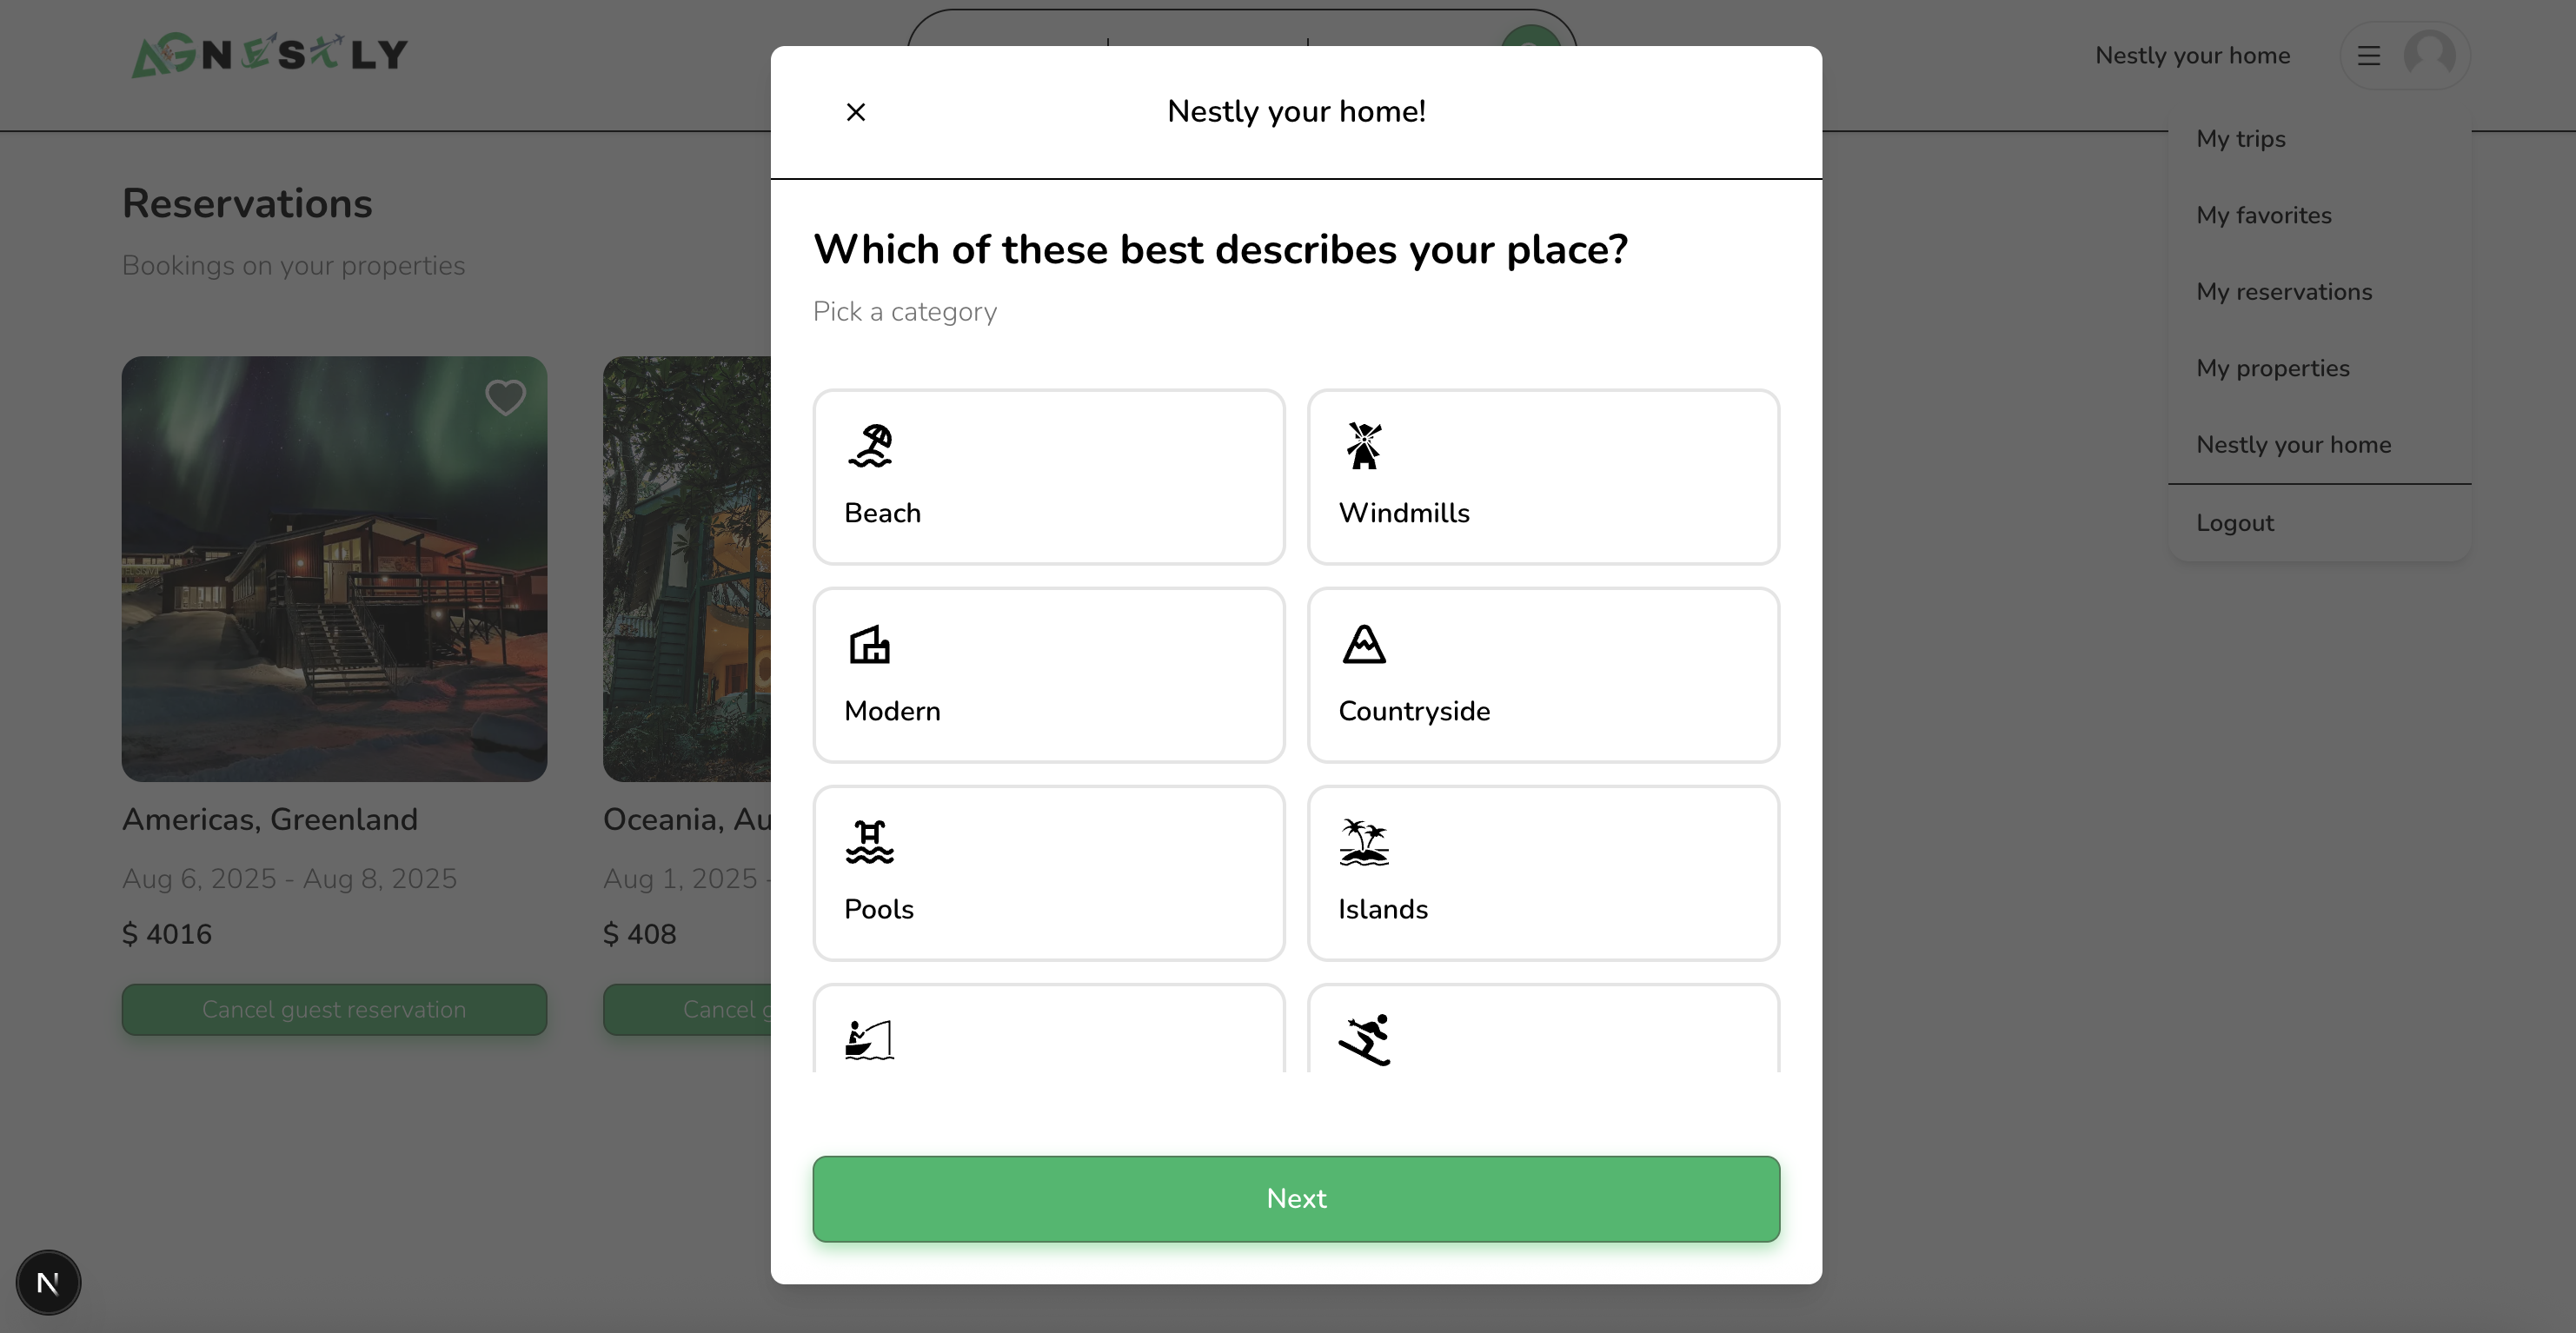 AGNESTLY
Nestly your home
My trips
My favorites
My reservations
My properties
Nestly your home
Logout
Reservations
Bookings on your properties
Americas, Greenland
Aug 6, 2025 - Aug 8, 2025
$ 4016
Cancel guest reservation
Oceania, Au
Aug 1, 2025 -
$ 408
Cancel g
Nestly your home!
Which of these best describes your place?
Pick a category
Beach
Windmills
Modern
Countryside
Pools
Islands
Next
N